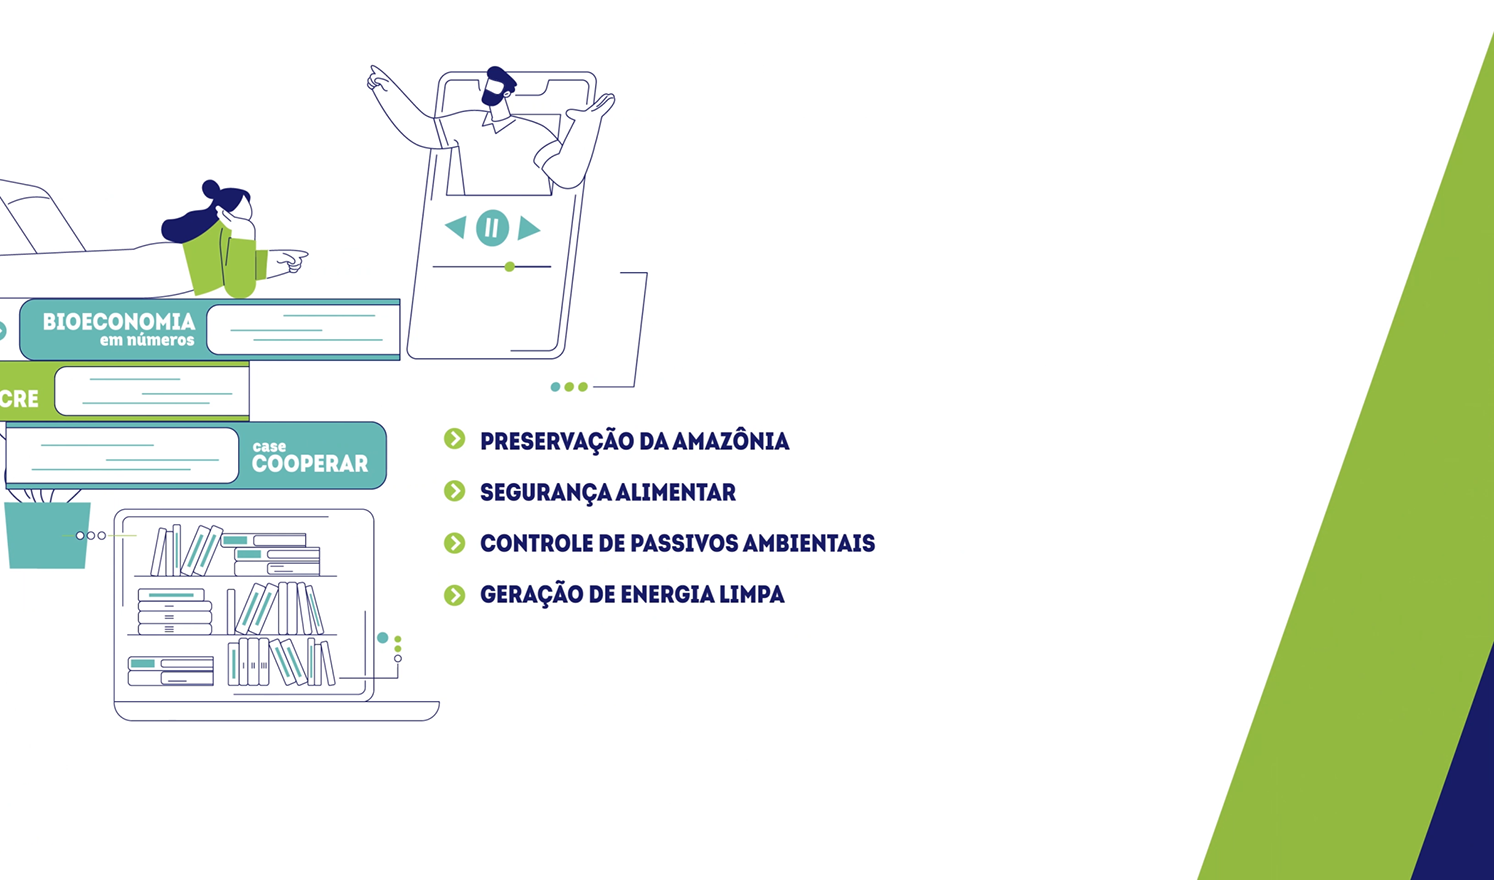 BIOECONOMIA
em números
CRE
case
COOPERAR
PRESERVAÇÃO DA AMAZÔNIA
SEGURANÇA ALIMENTAR
CONTROLE DE PASSIVOS AMBIENTAIS
GERAÇÃO DE ENERGIA LIMPA